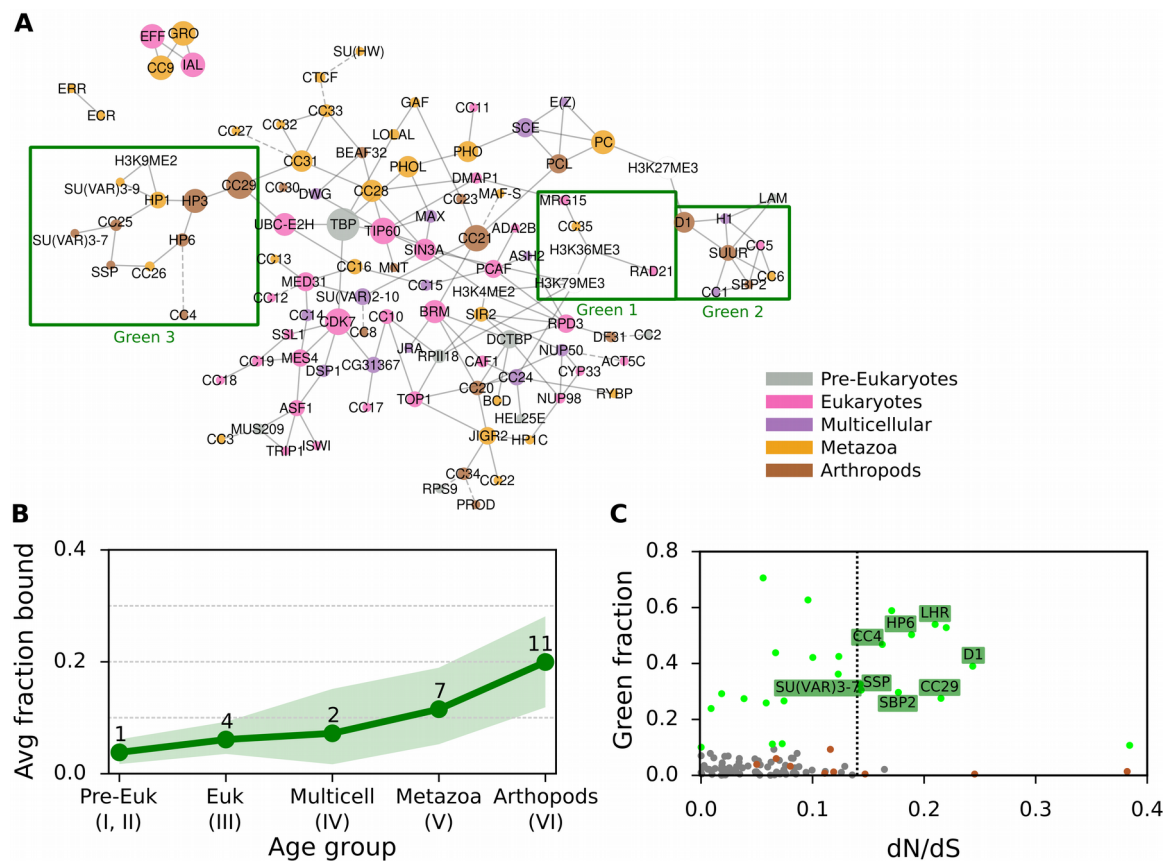 A
EFF GRO
CC9 IAL
SU(HW)
ERR
CTCF
ECR
CC33
GAF
CC11
E(Z)
CC27
CC32
LOLAL
SCE
CC31
BEAF32
PHO
PC
H3K9ME2
PHOL
PCL
H3K27ME3
SU(VAR)3-9
CC29
CC30
CC28
DMAP1
HP1
HP3
DWG
CC23
MAF-S
MRG15
LAM
CC25
UBC-E2H
TBP
MAX
TIP60
ADA2B
CC35
D1
H1
SU(VAR)3-7
HP6
SIN3A
CC21
H3K36ME3
SUUR
CC5
SSP
CC26
CC13
CC16
MNT
PCAF
ASH2
RAD21
CC6
MED31
CC15
H3K79ME3
SBP2
CC12
SU(VAR)2-10
H3K4ME2
CC1
CC4
CC14
CC10
BRM
SIR2
Green 3
CDK7
CC8
RPD3
Green 1
Green 2
SSL1
DCTBP
DF31
CC2
JRA
RPII18
NUP50
CC19
MES4
CG31367
CAF1
ACT5C
CC18
DSP1
CC24
CYP33
CC20
Pre-Eukaryotes
ASF1
CC17
TOP1
BCD
NUP98
RYBP
Eukaryotes
HEL25E
Multicellular
CC3
MUS209
JIGR2
HP1C
Metazoa
TRIP1
ISWI
Arthropods
CC34
CC22
RPS9
PROD
B
Avg fraction bound
0.4
0.2
0.0
1
4
2
7
11
Pre-Euk Euk Multicell Metazoa Arthopods
(I, II) (III) (IV) (V) (VI)
Age group
C
Green fraction
0.8
0.6
0.4
0.2
0.0
LHR
HP6
CC4
D1
SU(VAR)3-7
SSP
CC29
SBP2
0.0 0.1 0.2 0.3 0.4
dN/dS